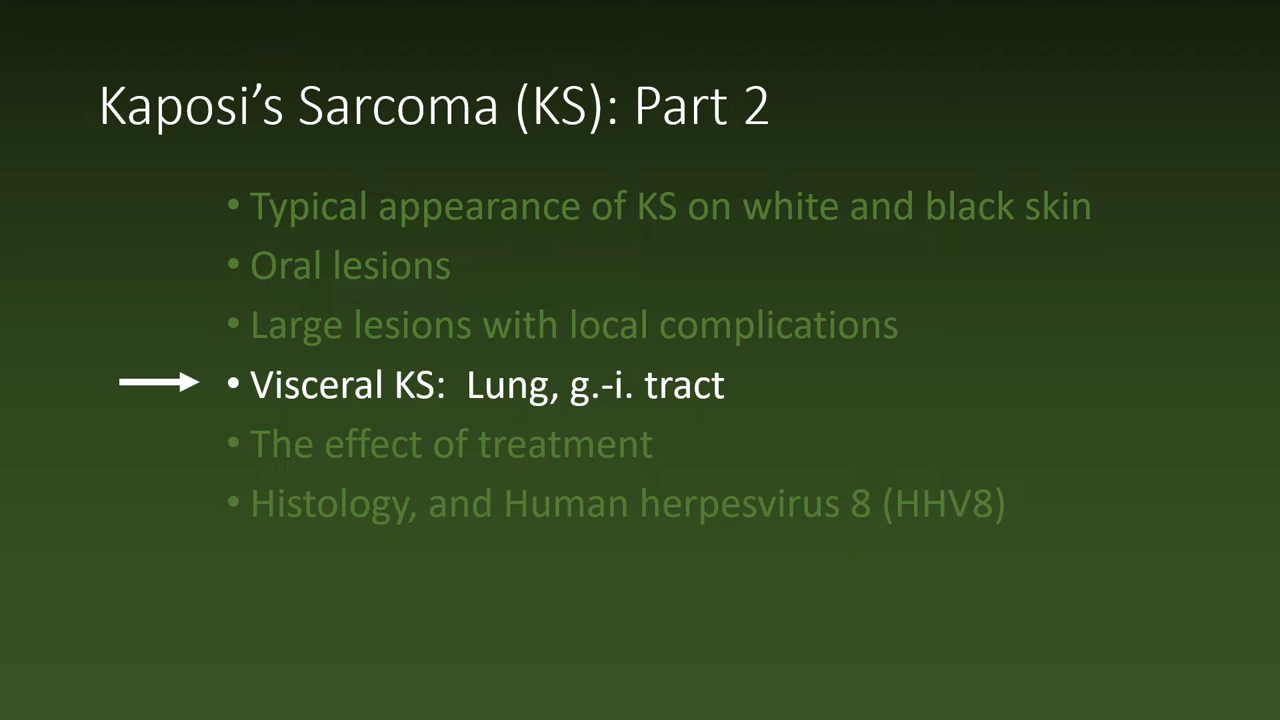 Kaposi’s Sarcoma (KS): Part 2
• Typical appearance of KS on white and black skin
• Oral lesions
• Large lesions with local complications
• Visceral KS:  Lung, g.-i. tract
• The effect of treatment
• Histology, and Human herpesvirus 8 (HHV8)